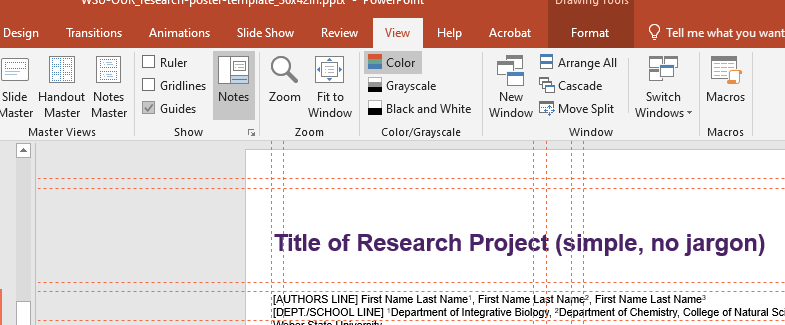 WSU-OUR_research-poster-template_36x42in.pptx - PowerPoint
Drawing Tools
Design Transitions Animations Slide Show Review View Help Acrobat Format Tell me what you want
Ruler Color Arrange All
Gridlines Grayscale Cascade
Guides Black and White Move Split
Slide Master Handout Master Notes Master Notes Zoom Fit to Window New Window Switch Windows Macros
Master Views Show Zoom Color/Grayscale Window Macros
Title of Research Project (simple, no jargon)
[AUTHORS LINE] First Name Last Name¹, First Name Last Name², First Name Last Name³
[DEPT./SCHOOL LINE] ¹Department of Integrative Biology, ²Department of Chemistry, College of Natural Sci
Weber State University